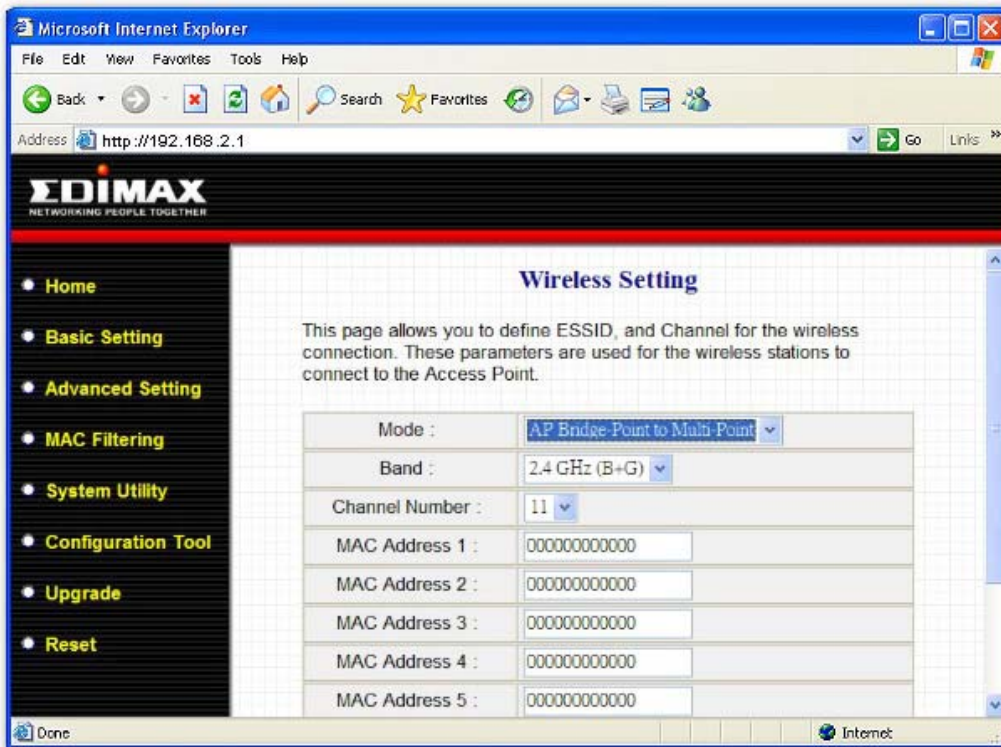 Microsoft Internet Explorer
File Edit View Favorites Tools Help
Back Search Favorites
Address http://192.168.2.1 Go Links »
EDIMAX
NETWORKING PEOPLE TOGETHER
Home
Basic Setting
Advanced Setting
MAC Filtering
System Utility
Configuration Tool
Upgrade
Reset
Wireless Setting
This page allows you to define ESSID, and Channel for the wireless
connection. These parameters are used for the wireless stations to
connect to the Access Point.
Mode : AP Bridge-Point to Multi-Point
Band : 2.4 GHz (B+G)
Channel Number : 11
MAC Address 1 : 000000000000
MAC Address 2 : 000000000000
MAC Address 3 : 000000000000
MAC Address 4 : 000000000000
MAC Address 5 : 000000000000
Done Internet